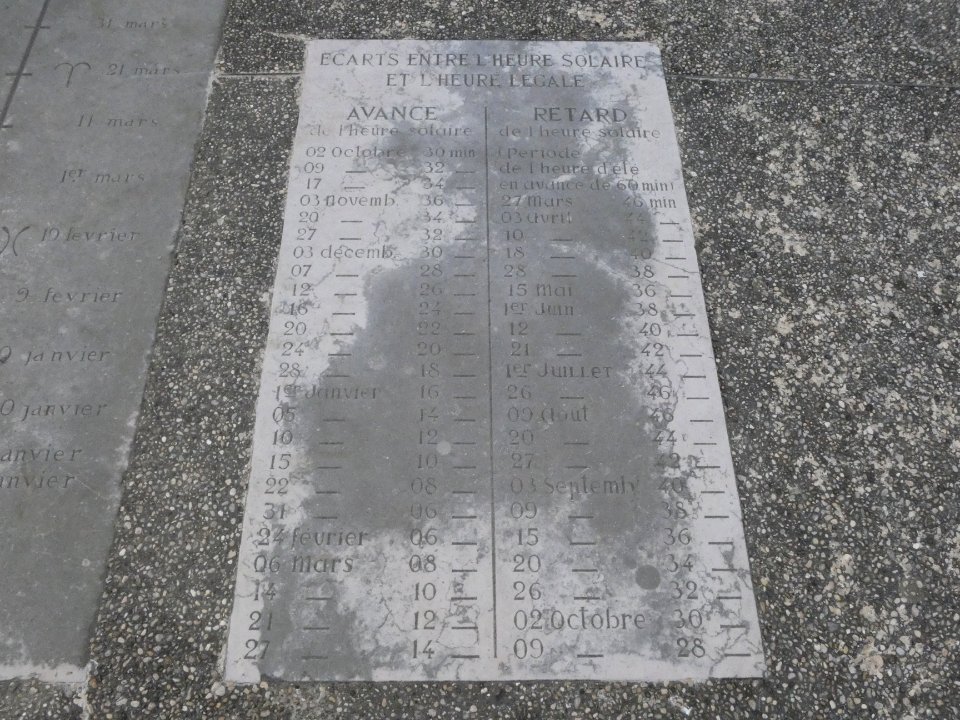 31 mars
21 mars
11 mars
1er mars
19 février
9 février
janvier
0 janvier
anvier
nvier
ECARTS ENTRE L'HEURE SOLAIRE
ET L'HEURE LEGALE
AVANCE
de l'heure solaire
02 Octobre 30 min
09 — 32 —
17 — 34 —
03 Novemb. 36 —
20 — 34 —
27 — 32 —
03 décemb. 30 —
07 — 28 —
12 — 26 —
16 — 24 —
20 — 22 —
24 — 20 —
28 — 18 —
1er Janvier 16 —
05 — 14 —
10 — 12 —
15 — 10 —
22 — 08 —
31 — 06 —
24 février 06 —
06 mars 08 —
14 — 10 —
21 — 12 —
27 — 14 —
RETARD
de l'heure solaire
(Periode
de l'heure d'été
en avance de 60 min)
27 Mars 46 min
03 avril 44 —
10 — 42 —
18 — 40 —
28 — 38 —
15 Mai 36 —
1er Juin 38 —
12 — 40 —
21 — 42 —
1er Juillet 44 —
26 — 46 —
09 Août 46 —
20 — 44 —
27 — 42 —
03 Septemb. 40 —
09 — 38 —
15 — 36 —
20 — 34 —
26 — 32 —
02 Octobre 30 —
09 — 28 —